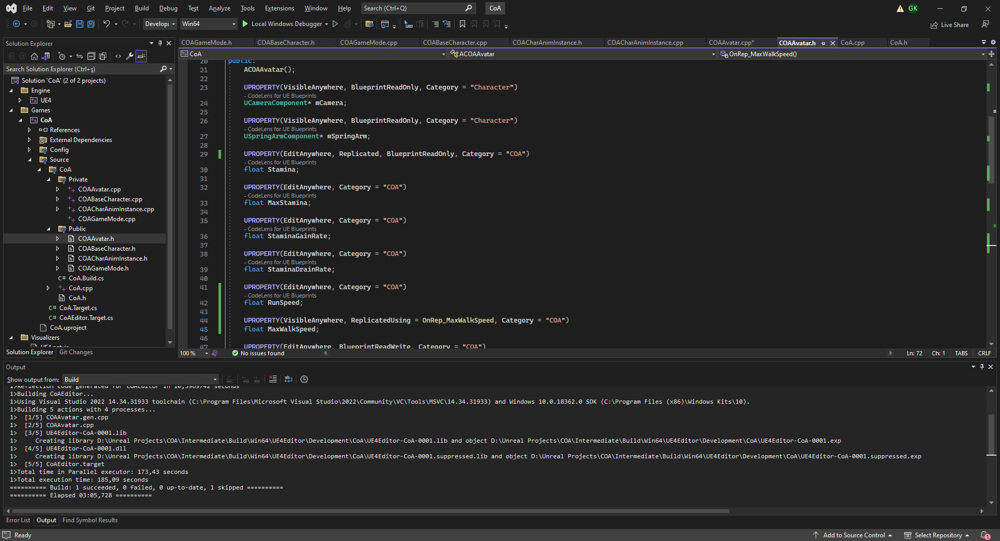 File Edit View Git Project Build Debug Test Analyze Tools Extensions Window Help Search (Ctrl+Q) CoA GK
Developı Win64 Local Windows Debugger Live Share
Solution Explorer
Search Solution Explorer (Ctrl+ş)
Solution 'CoA' (2 of 2 projects)
Engine
UE4
Games
CoA
References
External Dependencies
Config
Source
CoA
Private
COAAvatar.cpp
COABaseCharacter.cpp
COACharAnimInstance.cpp
COAGameMode.cpp
Public
COAAvatar.h
COABaseCharacter.h
COACharAnimInstance.h
COAGameMode.h
CoA.Build.cs
CoA.cpp
CoA.h
CoA.Target.cs
CoAEditor.Target.cs
CoA.uproject
Visualizers
UE4.natvis
Solution Explorer Git Changes
COAGameMode.h COABaseCharacter.h COAGameMode.cpp COABaseCharacter.cpp COACharAnimInstance.h COACharAnimInstance.cpp COAAvatar.cpp* COAAvatar.h CoA.cpp CoA.h
CoA ACOAAvatar OnRep_MaxWalkSpeed()
20 public:
21 ACOAAvatar();
22
23 UPROPERTY(VisibleAnywhere, BlueprintReadOnly, Category = "Character")
- CodeLens for UE Blueprints
24 UCameraComponent* mCamera;
25
26 UPROPERTY(VisibleAnywhere, BlueprintReadOnly, Category = "Character")
- CodeLens for UE Blueprints
27 USpringArmComponent* mSpringArm;
28
29 UPROPERTY(EditAnywhere, Replicated, BlueprintReadOnly, Category = "COA")
- CodeLens for UE Blueprints
30 float Stamina;
31
32 UPROPERTY(EditAnywhere, Category = "COA")
- CodeLens for UE Blueprints
33 float MaxStamina;
34
35 UPROPERTY(EditAnywhere, Category = "COA")
- CodeLens for UE Blueprints
36 float StaminaGainRate;
37
38 UPROPERTY(EditAnywhere, Category = "COA")
- CodeLens for UE Blueprints
39 float StaminaDrainRate;
40
41 UPROPERTY(EditAnywhere, Category = "COA")
- CodeLens for UE Blueprints
42 float RunSpeed;
43
44 UPROPERTY(VisibleAnywhere, ReplicatedUsing = OnRep_MaxWalkSpeed, Category = "COA")
45 float MaxWalkSpeed;
46
47 UPROPERTY(EditAnywhere, BlueprintReadWrite, Category = "COA")
100 % No issues found Ln: 72 Ch: 1 TABS CRLF
Output
Show output from: Build
1>Reflection code generated for CoAEditor in 10,5969742 seconds
1>Building CoAEditor...
1>Using Visual Studio 2022 14.34.31933 toolchain (C:\Program Files\Microsoft Visual Studio\2022\Community\VC\Tools\MSVC\14.34.31933) and Windows 10.0.18362.0 SDK (C:\Program Files (x86)\Windows Kits\10).
1>Building 5 actions with 4 processes...
1>  [1/5] COAAvatar.gen.cpp
1>  [2/5] COAAvatar.cpp
1>  [3/5] UE4Editor-CoA-0001.lib
1>     Creating library D:\Unreal Projects\COA\Intermediate\Build\Win64\UE4Editor\Development\CoA\UE4Editor-CoA-0001.lib and object D:\Unreal Projects\COA\Intermediate\Build\Win64\UE4Editor\Development\CoA\UE4Editor-CoA-0001.exp
1>  [4/5] UE4Editor-CoA-0001.dll
1>     Creating library D:\Unreal Projects\COA\Intermediate\Build\Win64\UE4Editor\Development\CoA\UE4Editor-CoA-0001.suppressed.lib and object D:\Unreal Projects\COA\Intermediate\Build\Win64\UE4Editor\Development\CoA\UE4Editor-CoA-0001.suppressed.exp
1>  [5/5] CoAEditor.target
1>Total time in Parallel executor: 173,43 seconds
1>Total execution time: 185,09 seconds
========== Build: 1 succeeded, 0 failed, 0 up-to-date, 1 skipped ==========
========== Elapsed 03:05,728 ==========
Error List Output Find Symbol Results
Ready Add to Source Control Select Repository 1